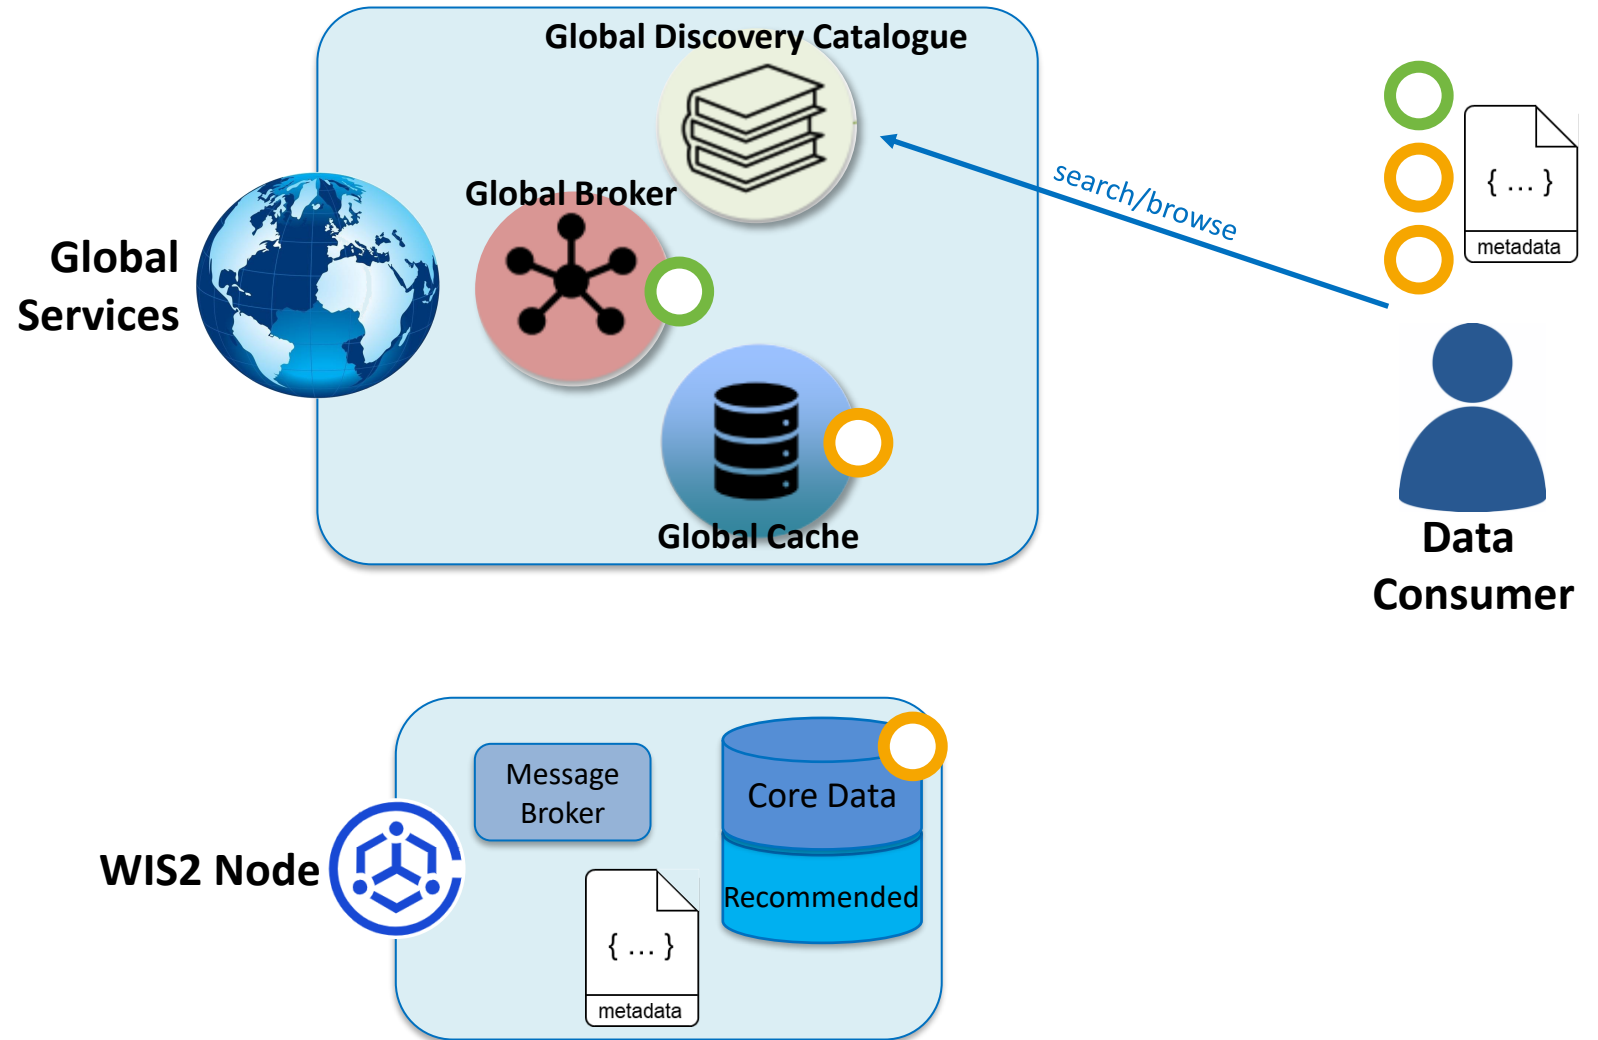 Global Discovery Catalogue
Global Broker
Global
Services
Global Cache
search/browse
{ ... }
metadata
Data
Consumer
WIS2 Node
Message
Broker
Core Data
Recommended
{ ... }
metadata